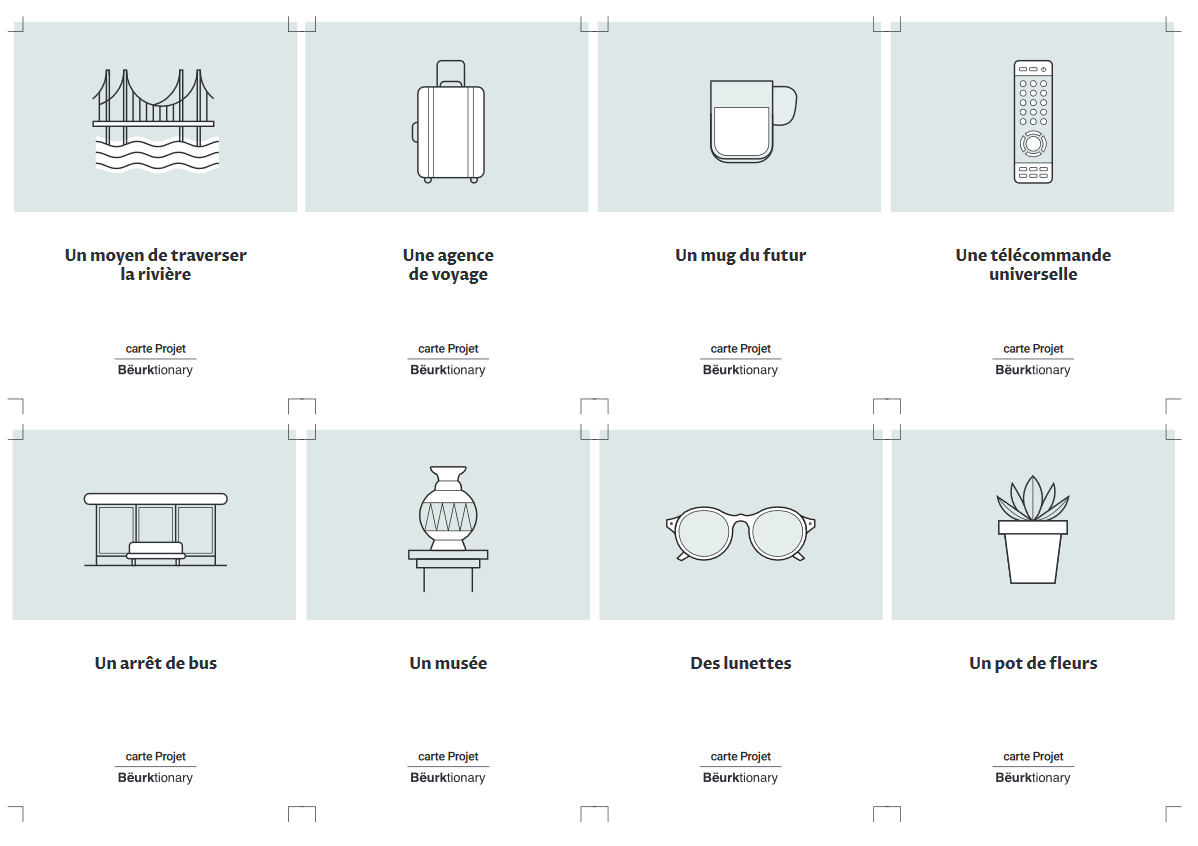 Un moyen de traverser
la rivière
carte Projet
Bëurktionary
Une agence
de voyage
carte Projet
Bëurktionary
Un mug du futur
carte Projet
Bëurktionary
Une télécommande
universelle
carte Projet
Bëurktionary
Un arrêt de bus
carte Projet
Bëurktionary
Un musée
carte Projet
Bëurktionary
Des lunettes
carte Projet
Bëurktionary
Un pot de fleurs
carte Projet
Bëurktionary